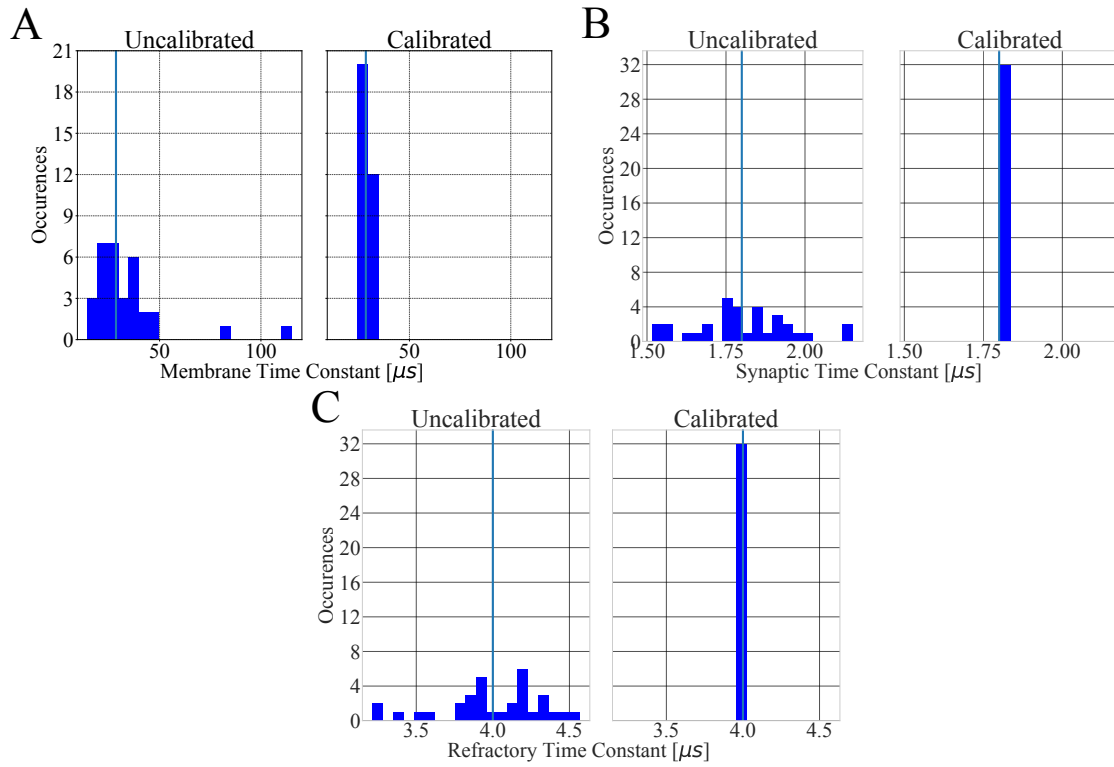 A
Uncalibrated
Calibrated
21
18
15
12
9
6
3
0
Occurences
50
100
50
100
Membrane Time Constant [μs]
B
Uncalibrated
Calibrated
32
28
24
20
16
12
8
4
0
Occurences
1.50
1.75
2.00
1.50
1.75
2.00
Synaptic Time Constant [μs]
C
Uncalibrated
Calibrated
32
28
24
20
16
12
8
4
0
Occurences
3.5
4.0
4.5
3.5
4.0
4.5
Refractory Time Constant [μs]